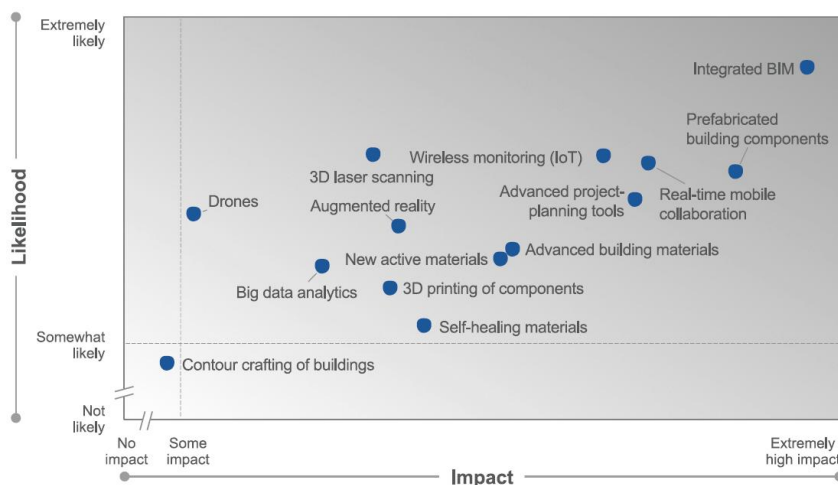 Extremely
likely
Integrated BIM
Prefabricated
building components
Wireless monitoring (IoT)
3D laser scanning
Advanced project-
planning tools
Real-time mobile
collaboration
Drones
Augmented reality
Advanced building materials
New active materials
Big data analytics
3D printing of components
Self-healing materials
Somewhat
likely
Contour crafting of buildings
Not
likely
Likelihood
No
impact
Some
impact
Extremely
high impact
Impact